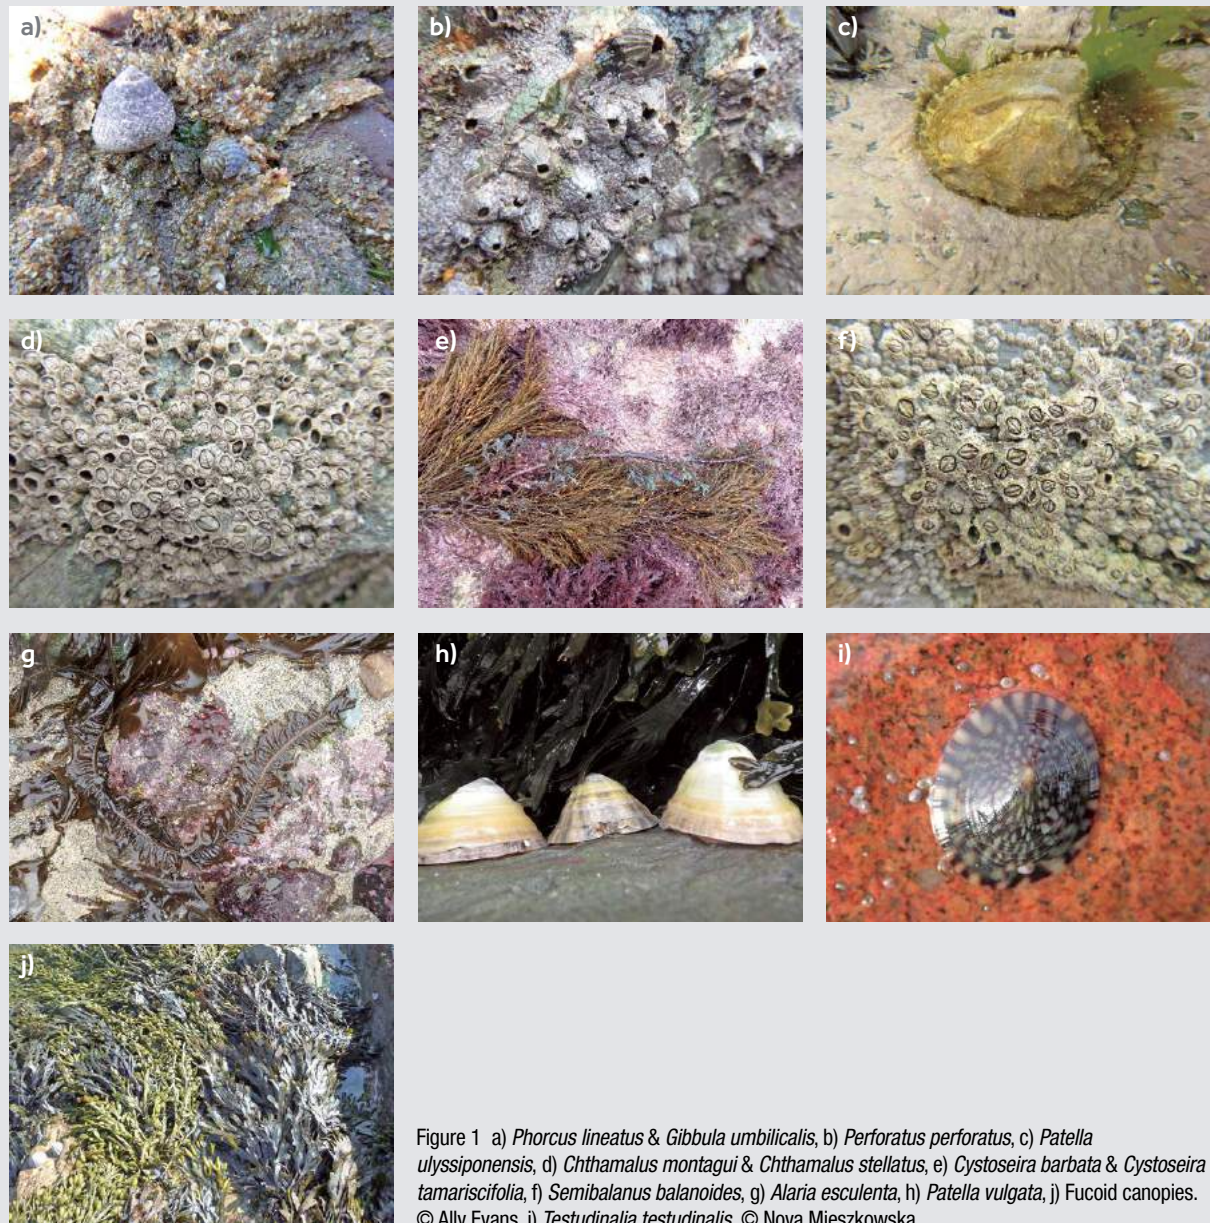 a)
b)
c)
d)
e)
f)
g
h)
i)
j)
Figure 1 a) Phorcus lineatus & Gibbula umbilicalis, b) Perforatus perforatus, c) Patella
ulyssiponensis, d) Chthamalus montagui & Chthamalus stellatus, e) Cystoseira barbata & Cystoseira
tamariscifolia, f) Semibalanus balanoides, g) Alaria esculenta, h) Patella vulgata, j) Fucoid canopies.
© Ally Evans, i) Testudinalia testudinalis. © Nova Mieszkowska